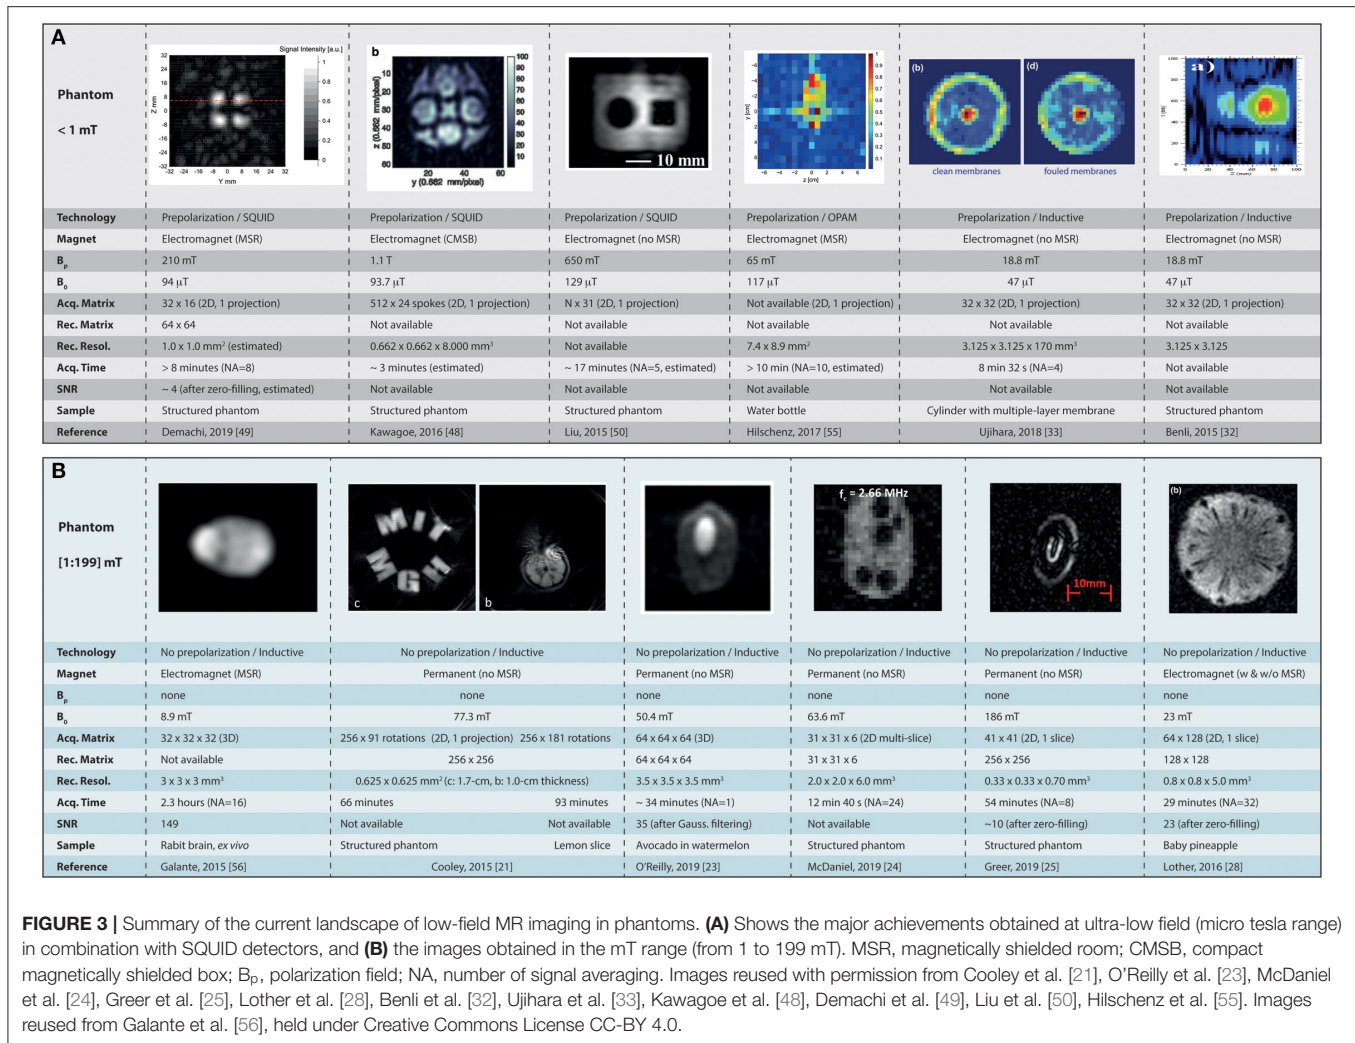 A
Phantom
< 1 mT
Signal Intensity [a.u.]
Z mm
Y mm
b
z (0.662 mm/pixel)
y (0.662 mm/pixel)
10 mm
y [cm]
z [cm]
(b)
(d)
clean membranes
fouled membranes
a)
Z (mm)
Technology Prepolarization / SQUID Prepolarization / SQUID Prepolarization / SQUID Prepolarization / OPAM Prepolarization / Inductive Prepolarization / Inductive
Magnet Electromagnet (MSR) Electromagnet (CMSB) Electromagnet (no MSR) Electromagnet (MSR) Electromagnet (no MSR) Electromagnet (no MSR)
Bp 210 mT 1.1 T 650 mT 65 mT 18.8 mT 18.8 mT
B0 94 μT 93.7 μT 129 μT 117 μT 47 μT 47 μT
Acq. Matrix 32 x 16 (2D, 1 projection) 512 x 24 spokes (2D, 1 projection) N x 31 (2D, 1 projection) Not available (2D, 1 projection) 32 x 32 (2D, 1 projection) 32 x 32 (2D, 1 projection)
Rec. Matrix 64 x 64 Not available Not available Not available Not available Not available
Rec. Resol. 1.0 x 1.0 mm² (estimated) 0.662 x 0.662 x 8.000 mm³ Not available 7.4 x 8.9 mm² 3.125 x 3.125 x 170 mm³ 3.125 x 3.125
Acq. Time > 8 minutes (NA=8) ~ 3 minutes (estimated) ~ 17 minutes (NA=5, estimated) > 10 min (NA=10, estimated) 8 min 32 s (NA=4) Not available
SNR ~ 4 (after zero-filling, estimated) Not available Not available Not available Not available Not available
Sample Structured phantom Structured phantom Structured phantom Water bottle Cylinder with multiple-layer membrane Structured phantom
Reference Demachi, 2019 [49] Kawagoe, 2016 [48] Liu, 2015 [50] Hilschenz, 2017 [55] Ujihara, 2018 [33] Benli, 2015 [32]
B
Phantom
[1:199] mT
MIT
MGH
c
b
fc = 2.66 MHz
10mm
(b)
Technology No prepolarization / Inductive No prepolarization / Inductive No prepolarization / Inductive No prepolarization / Inductive No prepolarization / Inductive No prepolarization / Inductive
Magnet Electromagnet (MSR) Permanent (no MSR) Permanent (no MSR) Permanent (no MSR) Permanent (no MSR) Electromagnet (w & w/o MSR)
Bp none none none none none none
B0 8.9 mT 77.3 mT 50.4 mT 63.6 mT 186 mT 23 mT
Acq. Matrix 32 x 32 x 32 (3D) 256 x 91 rotations (2D, 1 projection) 256 x 181 rotations 64 x 64 x 64 (3D) 31 x 31 x 6 (2D multi-slice) 41 x 41 (2D, 1 slice) 64 x 128 (2D, 1 slice)
Rec. Matrix Not available 256 x 256 64 x 64 x 64 31 x 31 x 6 256 x 256 128 x 128
Rec. Resol. 3 x 3 x 3 mm³ 0.625 x 0.625 mm² (c: 1.7-cm, b: 1.0-cm thickness) 3.5 x 3.5 x 3.5 mm³ 2.0 x 2.0 x 6.0 mm³ 0.33 x 0.33 x 0.70 mm³ 0.8 x 0.8 x 5.0 mm³
Acq. Time 2.3 hours (NA=16) 66 minutes 93 minutes ~ 34 minutes (NA=1) 12 min 40 s (NA=24) 54 minutes (NA=8) 29 minutes (NA=32)
SNR 149 Not available Not available 35 (after Gauss. filtering) Not available ~10 (after zero-filling) 23 (after zero-filling)
Sample Rabit brain, ex vivo Structured phantom Lemon slice Avocado in watermelon Structured phantom Structured phantom Baby pineapple
Reference Galante, 2015 [56] Cooley, 2015 [21] O'Reilly, 2019 [23] McDaniel, 2019 [24] Greer, 2019 [25] Lother, 2016 [28]
FIGURE 3 | Summary of the current landscape of low-field MR imaging in phantoms. (A) Shows the major achievements obtained at ultra-low field (micro tesla range)
in combination with SQUID detectors, and (B) the images obtained in the mT range (from 1 to 199 mT). MSR, magnetically shielded room; CMSB, compact
magnetically shielded box; Bp, polarization field; NA, number of signal averaging. Images reused with permission from Cooley et al. [21], O'Reilly et al. [23], McDaniel
et al. [24], Greer et al. [25], Lother et al. [28], Benli et al. [32], Ujihara et al. [33], Kawagoe et al. [48], Demachi et al. [49], Liu et al. [50], Hilschenz et al. [55]. Images
reused from Galante et al. [56], held under Creative Commons License CC-BY 4.0.